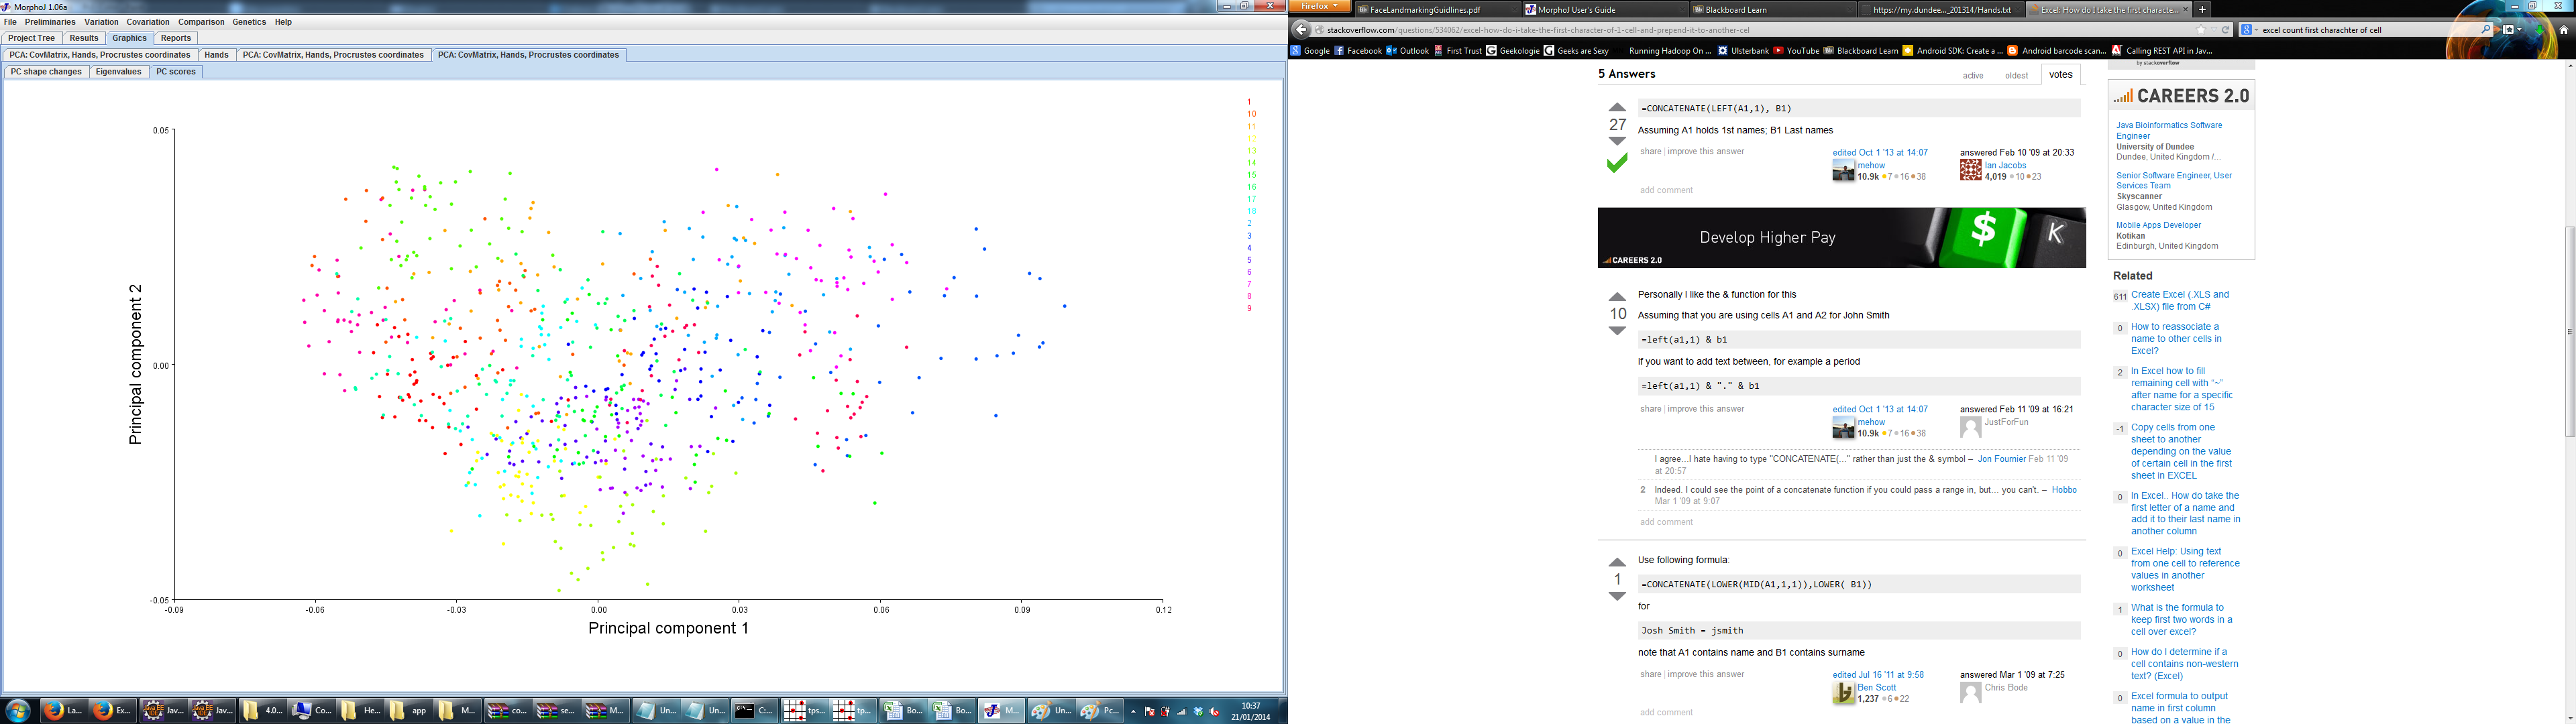 MorphoJ 1.06a
File Preliminaries Variation Covariation Comparison Genetics Help
Project Tree Results Graphics Reports
PCA: CovMatrix, Hands, Procrustes coordinates Hands PCA: CovMatrix, Hands, Procrustes coordinates PCA: CovMatrix, Hands, Procrustes coordinates
PC shape changes Eigenvalues PC scores
0.05
0.00
-0.05
Principal component 2
-0.09 -0.06 -0.03 0.00 0.03 0.06 0.09 0.12
Principal component 1
1
10
11
12
13
14
15
16
17
18
2
3
4
5
6
7
8
9
La... Ex... Jav... Jav... 4.0... Co... He... app M... co... se... M... Un... Un... C:... tps... tp... Bo... Bo... M... Un... Pc...
10:37
21/01/2014
Firefox
FaceLandmarkingGuidlines.pdf MorphoJ User's Guide Blackboard Learn https://my.dundee..._201314/Hands.txt Excel: How do I take the first characte...
stackoverflow.com/questions/534062/excel-how-do-i-take-the-first-character-of-1-cell-and-prepend-it-to-another-cel
excel count first charachter of cell
Google Facebook Outlook First Trust Geekologie Geeks are Sexy Running Hadoop On ... Ulsterbank YouTube Blackboard Learn Android SDK: Create a ... Android barcode scan... Calling REST API in Jav...
5 Answers
active oldest votes
=CONCATENATE(LEFT(A1,1), B1)
27
Assuming A1 holds 1st names; B1 Last names
share improve this answer
edited Oct 1 '13 at 14:07
mehow
10.9k 7 16 38
answered Feb 10 '09 at 20:33
Ian Jacobs
4,019 10 23
add comment
Develop Higher Pay
$
K
CAREERS 2.0
Personally I like the & function for this
10
Assuming that you are using cells A1 and A2 for John Smith
=left(a1,1) & b1
If you want to add text between, for example a period
=left(a1,1) & "." & b1
share improve this answer
edited Oct 1 '13 at 14:07
mehow
10.9k 7 16 38
answered Feb 11 '09 at 16:21
JustForFun
I agree...I hate having to type "CONCATENATE(..." rather than just the & symbol – Jon Fournier Feb 11 '09
at 20:57
2 Indeed. I could see the point of a concatenate function if you could pass a range in, but... you can't. – Hobbo
Mar 1 '09 at 9:07
add comment
Use following formula:
1
=CONCATENATE(LOWER(MID(A1,1,1)),LOWER( B1))
for
Josh Smith = jsmith
note that A1 contains name and B1 contains surname
share improve this answer
edited Jul 16 '11 at 9:58
Ben Scott
1,237 6 22
answered Mar 1 '09 at 7:25
Chris Bode
add comment
by stackoverflow
CAREERS 2.0
Java Bioinformatics Software
Engineer
University of Dundee
Dundee, United Kingdom /...
Senior Software Engineer, User
Services Team
Skyscanner
Glasgow, United Kingdom
Mobile Apps Developer
Kotikan
Edinburgh, United Kingdom
Related
611 Create Excel (.XLS and
.XLSX) file from C#
0 How to reassociate a
name to other cells in
Excel?
2 In Excel how to fill
remaining cell with "~"
after name for a specific
character size of 15
-1 Copy cells from one
sheet to another
depending on the value
of certain cell in the first
sheet in EXCEL
0 In Excel.. How do take the
first letter of a name and
add it to their last name in
another column
0 Excel Help: Using text
from one cell to reference
values in another
worksheet
1 What is the formula to
keep first two words in a
cell over excel?
0 How do I determine if a
cell contains non-western
text? (Excel)
0 Excel formula to output
name in first column
based on a value in the